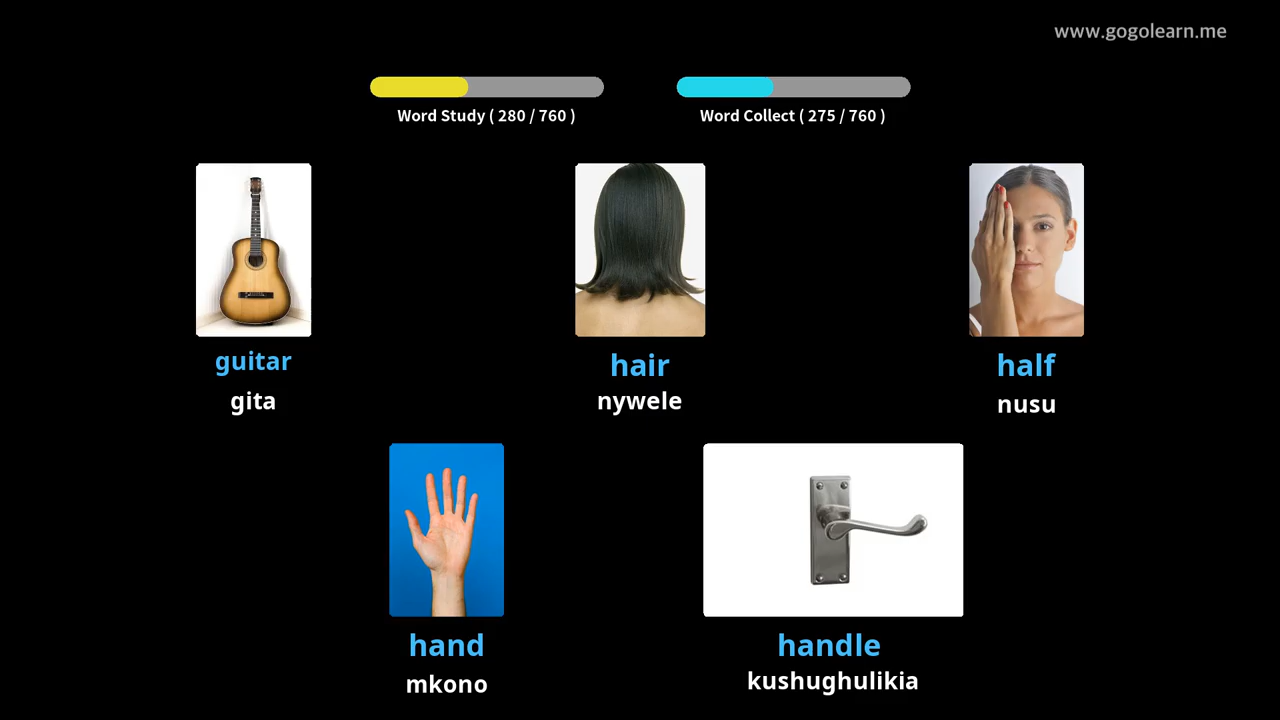 www.gogolearn.me
Word Study ( 280 / 760 )
Word Collect ( 275 / 760 )
guitar
gita
hair
nywele
half
nusu
hand
mkono
handle
kushughulikia